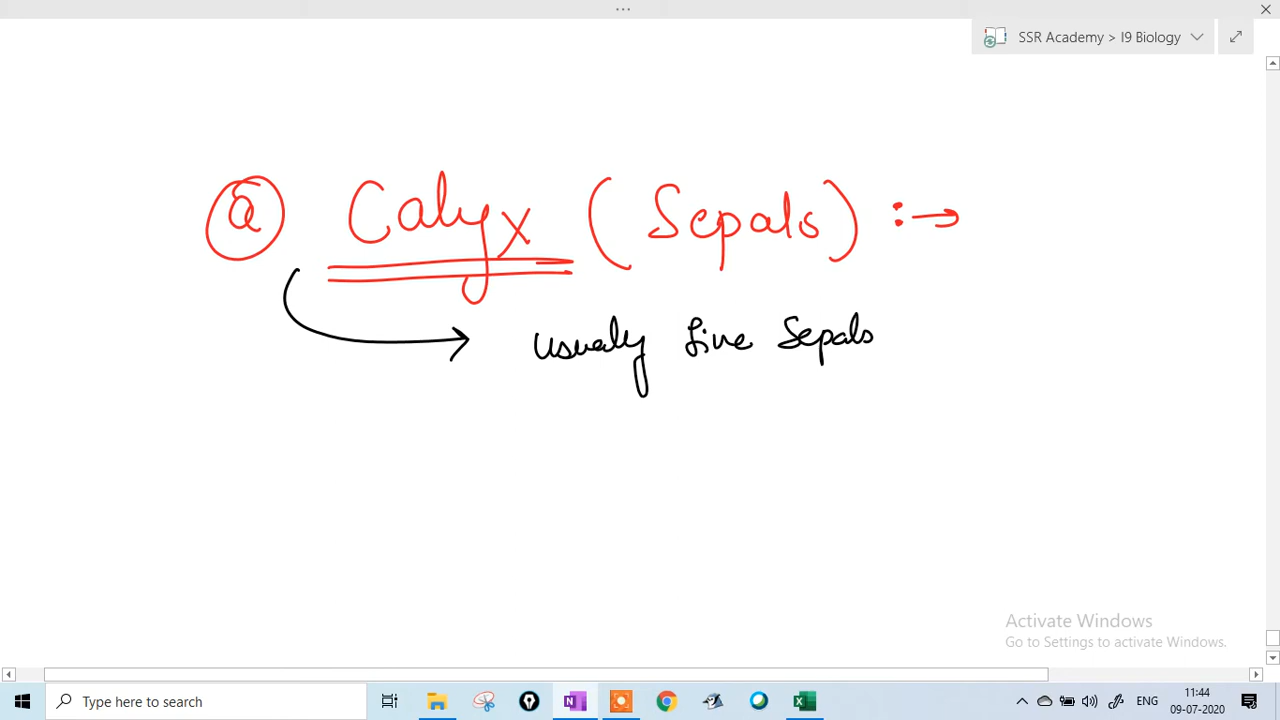 SSR Academy > I9 Biology
a Calyx (Sepals) :→
usually five Sepals
Activate Windows
Go to Settings to activate Windows.
Type here to search
ENG
11:44
09-07-2020